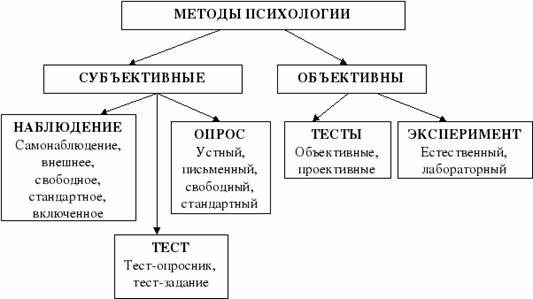 МЕТОДЫ ПСИХОЛОГИИ
СУБЪЕКТИВНЫЕ
ОБЪЕКТИВНЫ
НАБЛЮДЕНИЕ
Самонаблюдение,
внешнее,
свободное,
стандартное,
включенное
ОПРОС
Устный,
письменный,
свободный,
стандартный
ТЕСТЫ
Объективные,
проективные
ЭКСПЕРИМЕНТ
Естественный,
лабораторный
ТЕСТ
Тест-опросник,
тест-задание